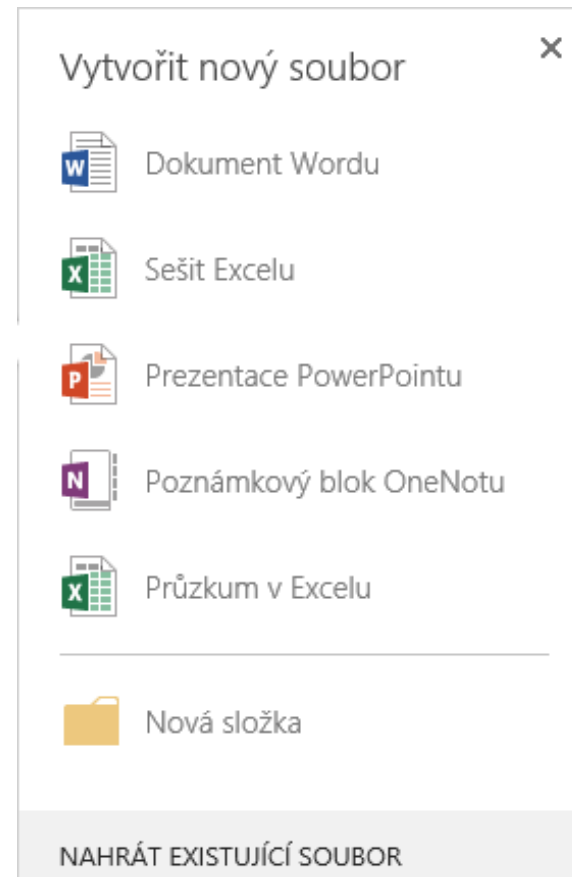 Vytvořit nový soubor
Dokument Wordu
Sešit Excelu
Prezentace PowerPointu
Poznámkový blok OneNotu
Průzkum v Excelu
Nová složka
NAHRÁT EXISTUJÍCÍ SOUBOR